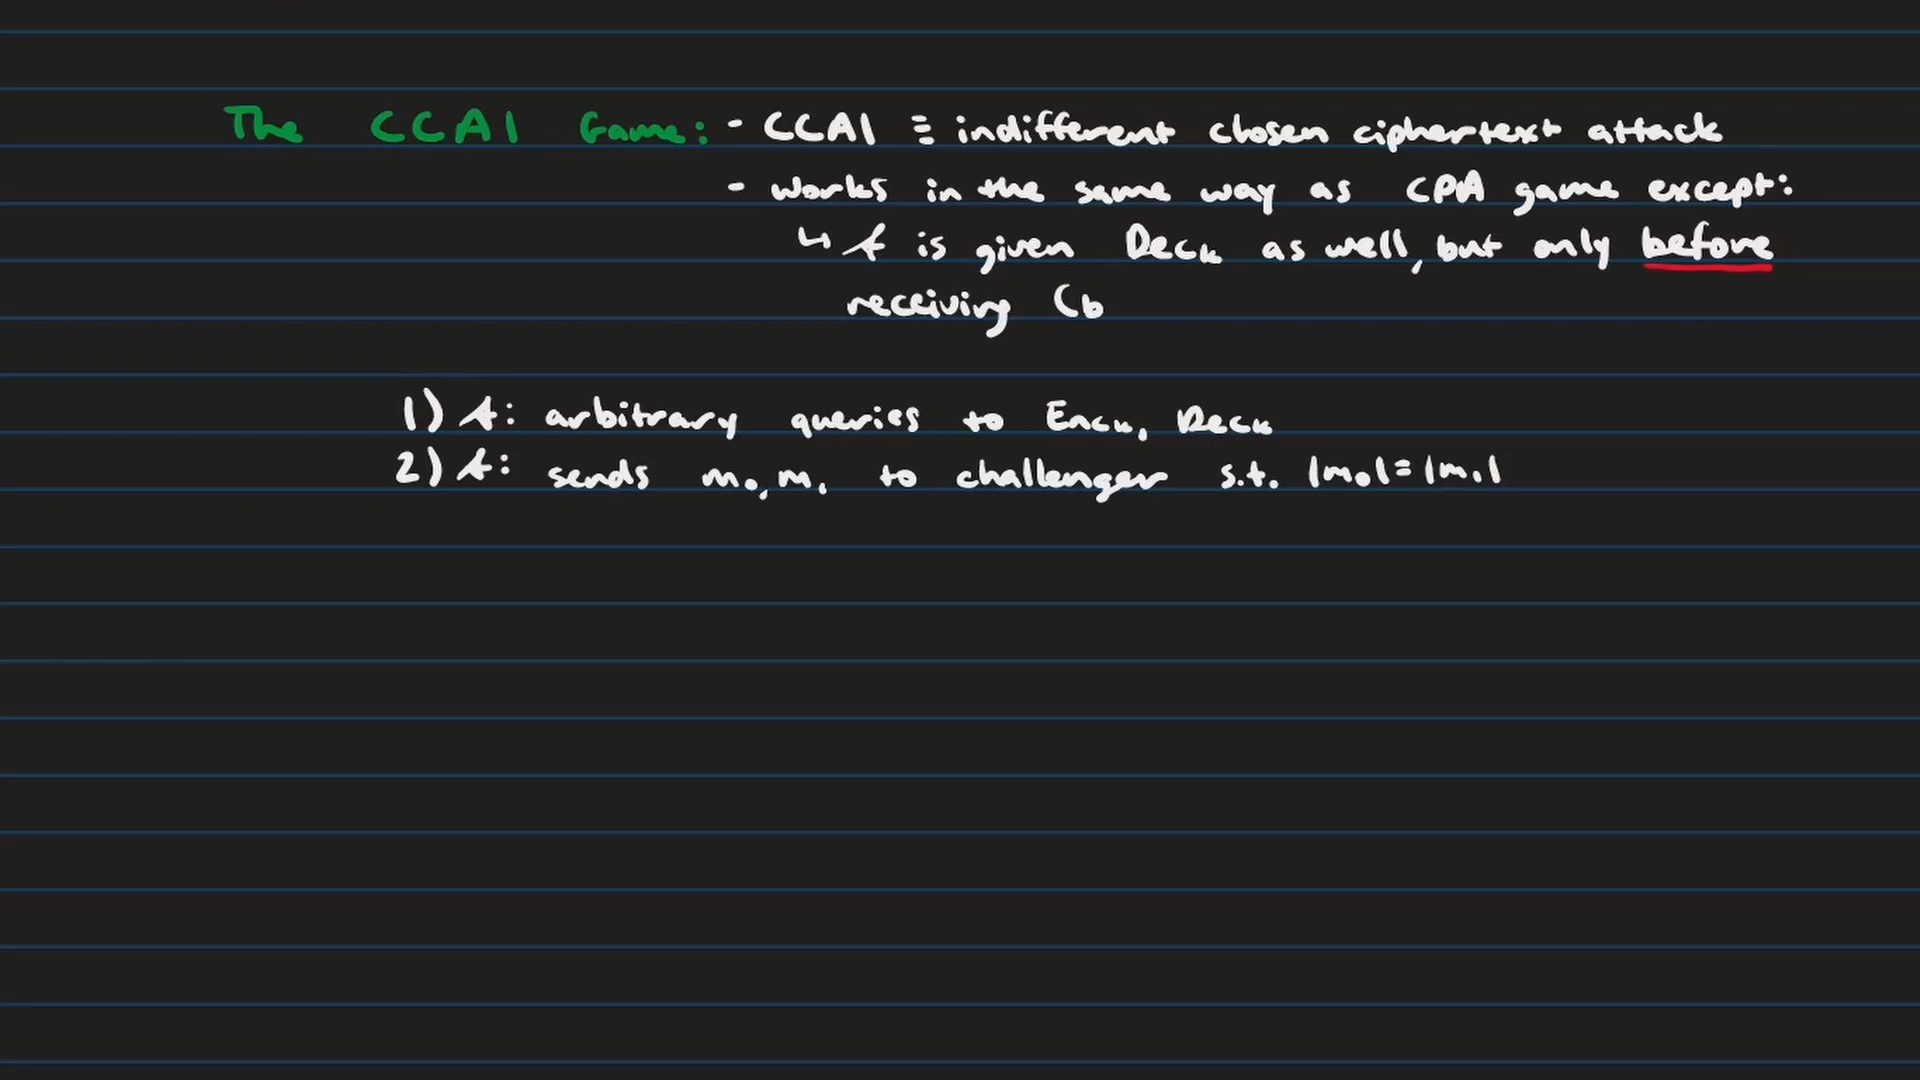 The CCA1 Game: - CCA1 ≡ indifferent chosen ciphertext attack
- works in the same way as CPA game except:
↳ A is given Deck as well, but only before
receiving Cb
1) A: arbitrary queries to Enck, Deck
2) A: sends m0, m1 to challenger s.t. |m0| = |m1|